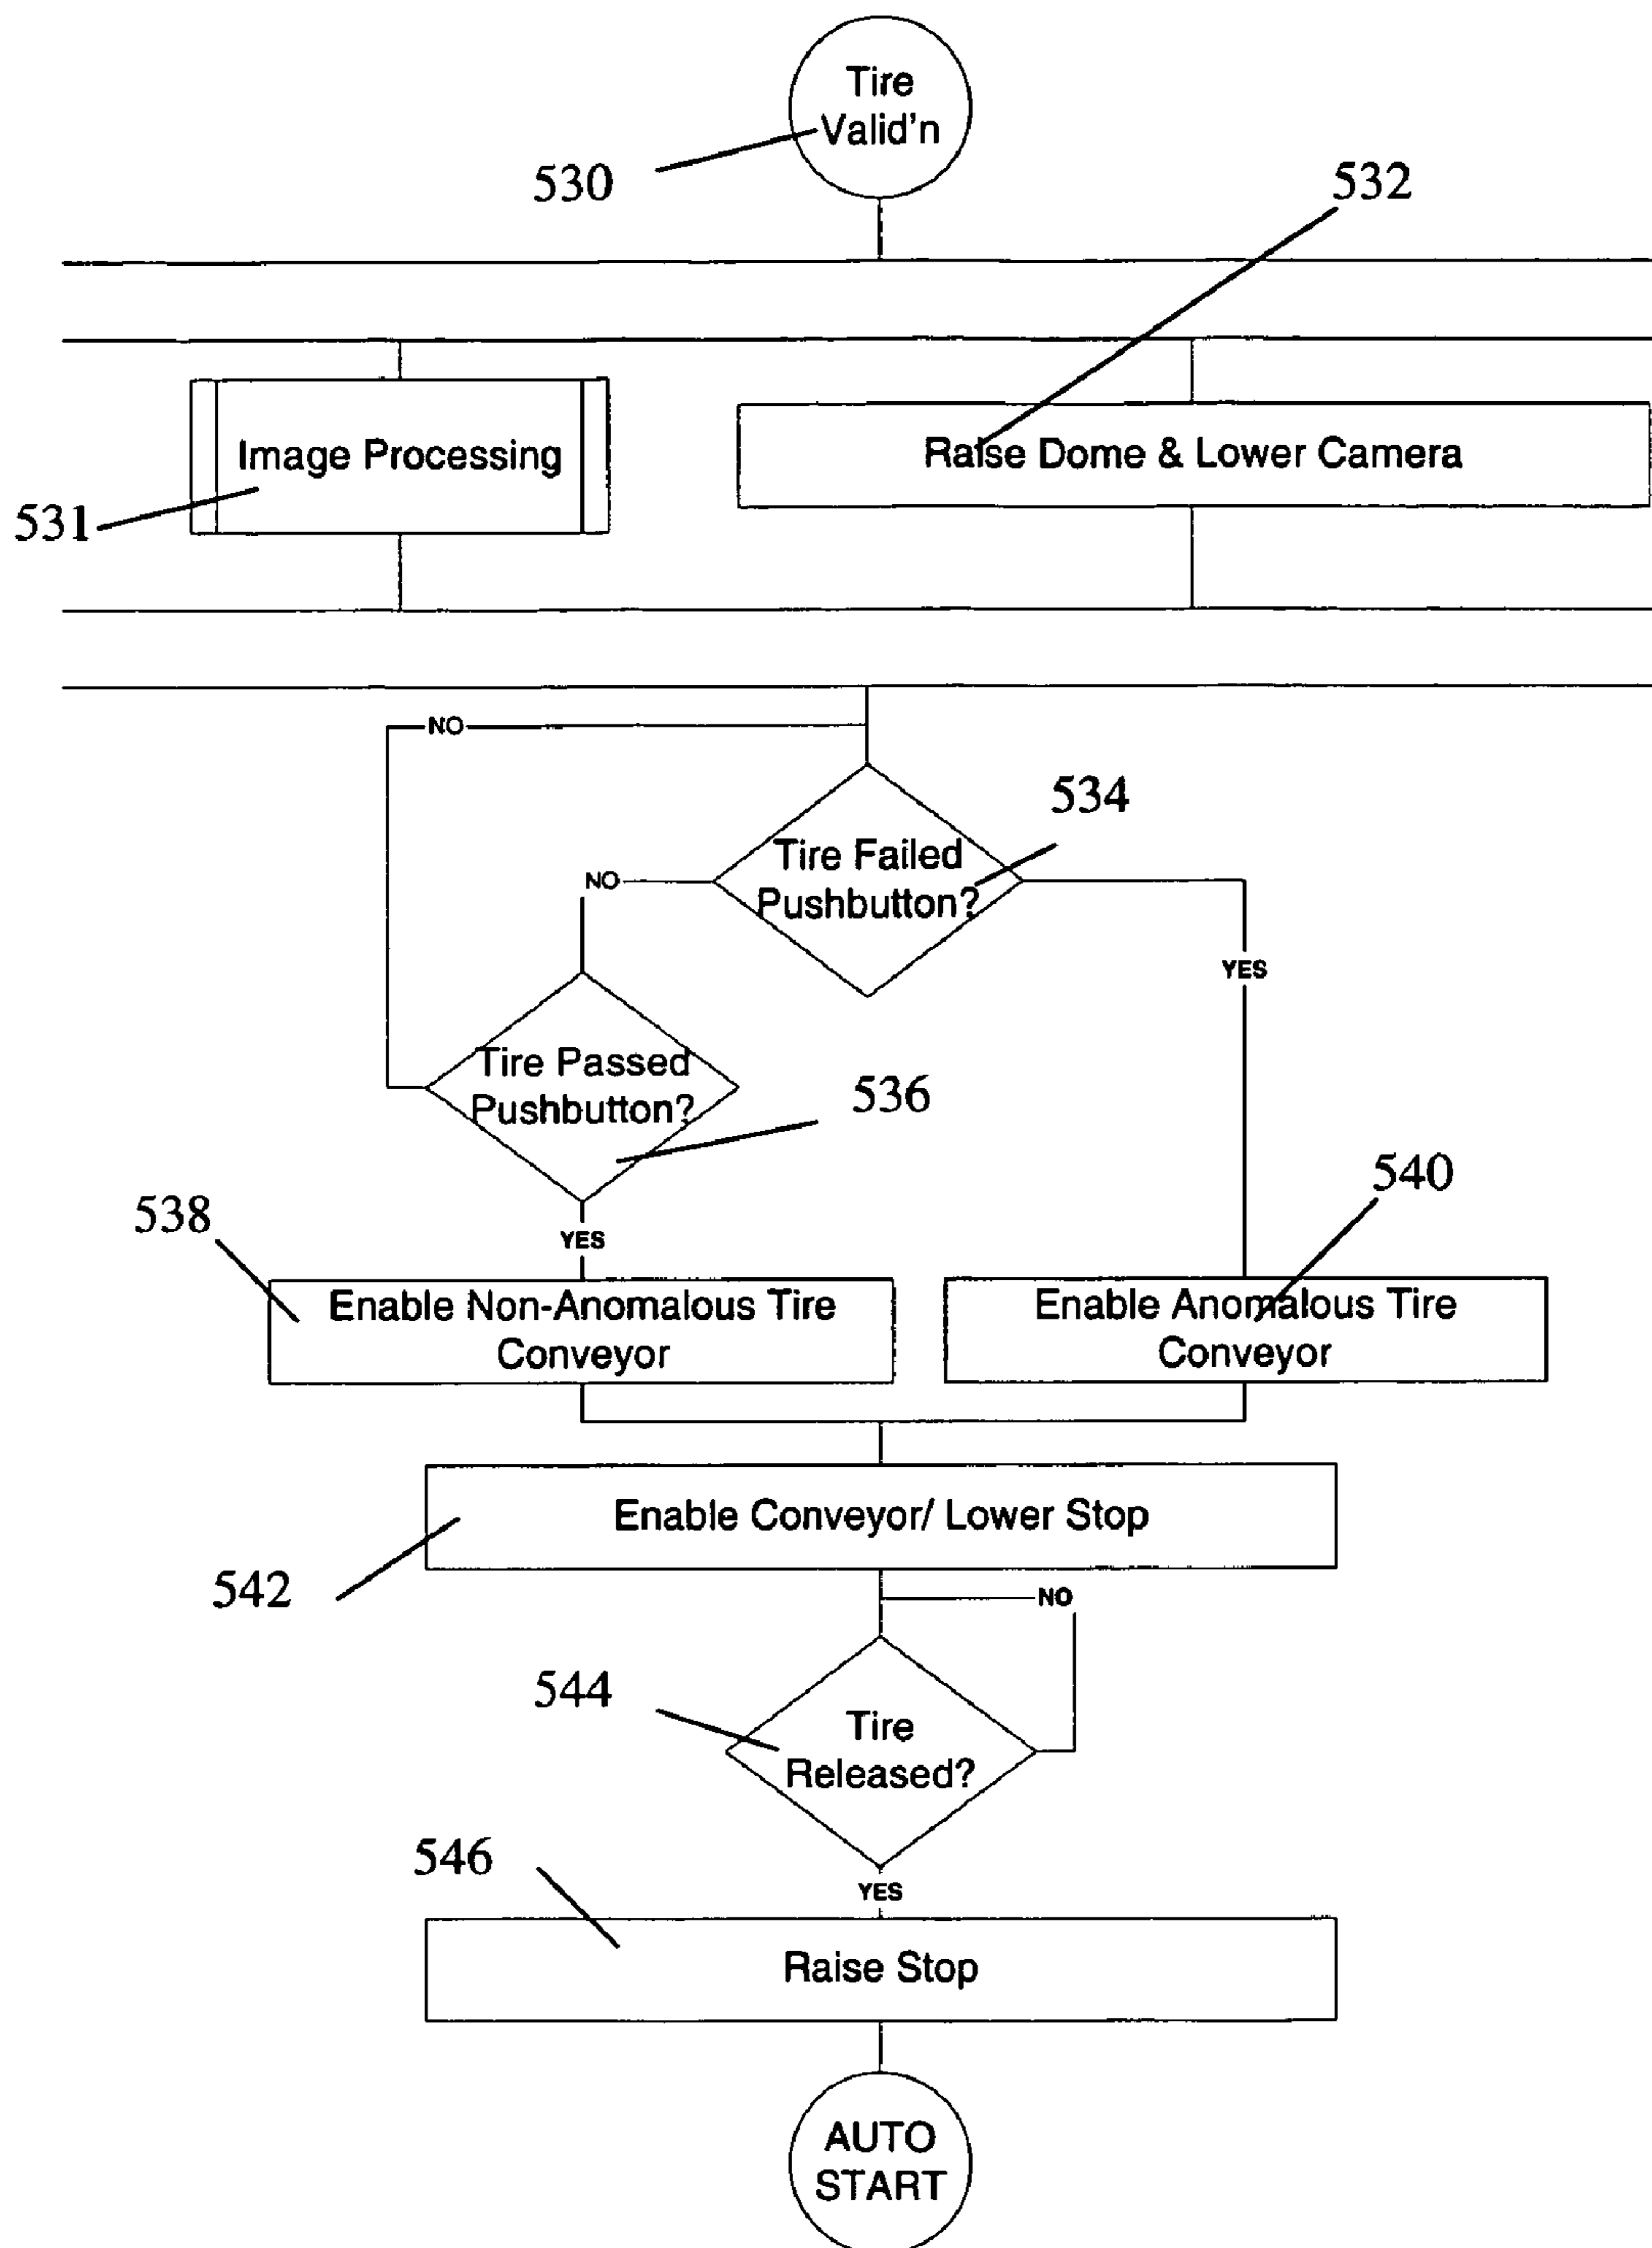 Tire
Valid'n
530
532
Image Processing
Raise Dome & Lower Camera
531
NO
534
Tire Failed
Pushbutton?
NO
YES
Tire Passed
Pushbutton?
536
540
538
YES
Enable Non-Anomalous Tire
Conveyor
Enable Anomalous Tire
Conveyor
Enable Conveyor/ Lower Stop
542
NO
544
Tire
Released?
546
YES
Raise Stop
AUTO
START